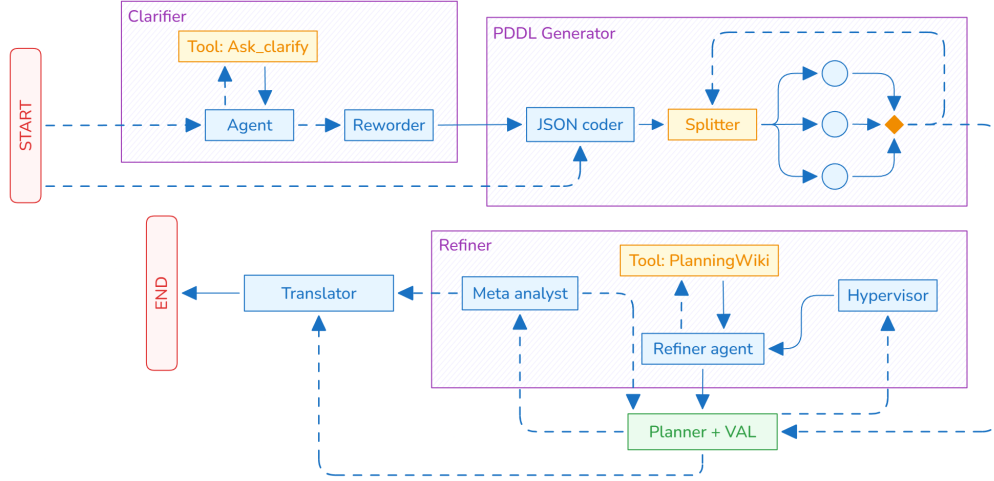 Clarifier
Tool: Ask_clarify
START
Agent
Reworder
PDDL Generator
JSON coder
Splitter
END
Translator
Refiner
Tool: PlanningWiki
Meta analyst
Hypervisor
Refiner agent
Planner + VAL